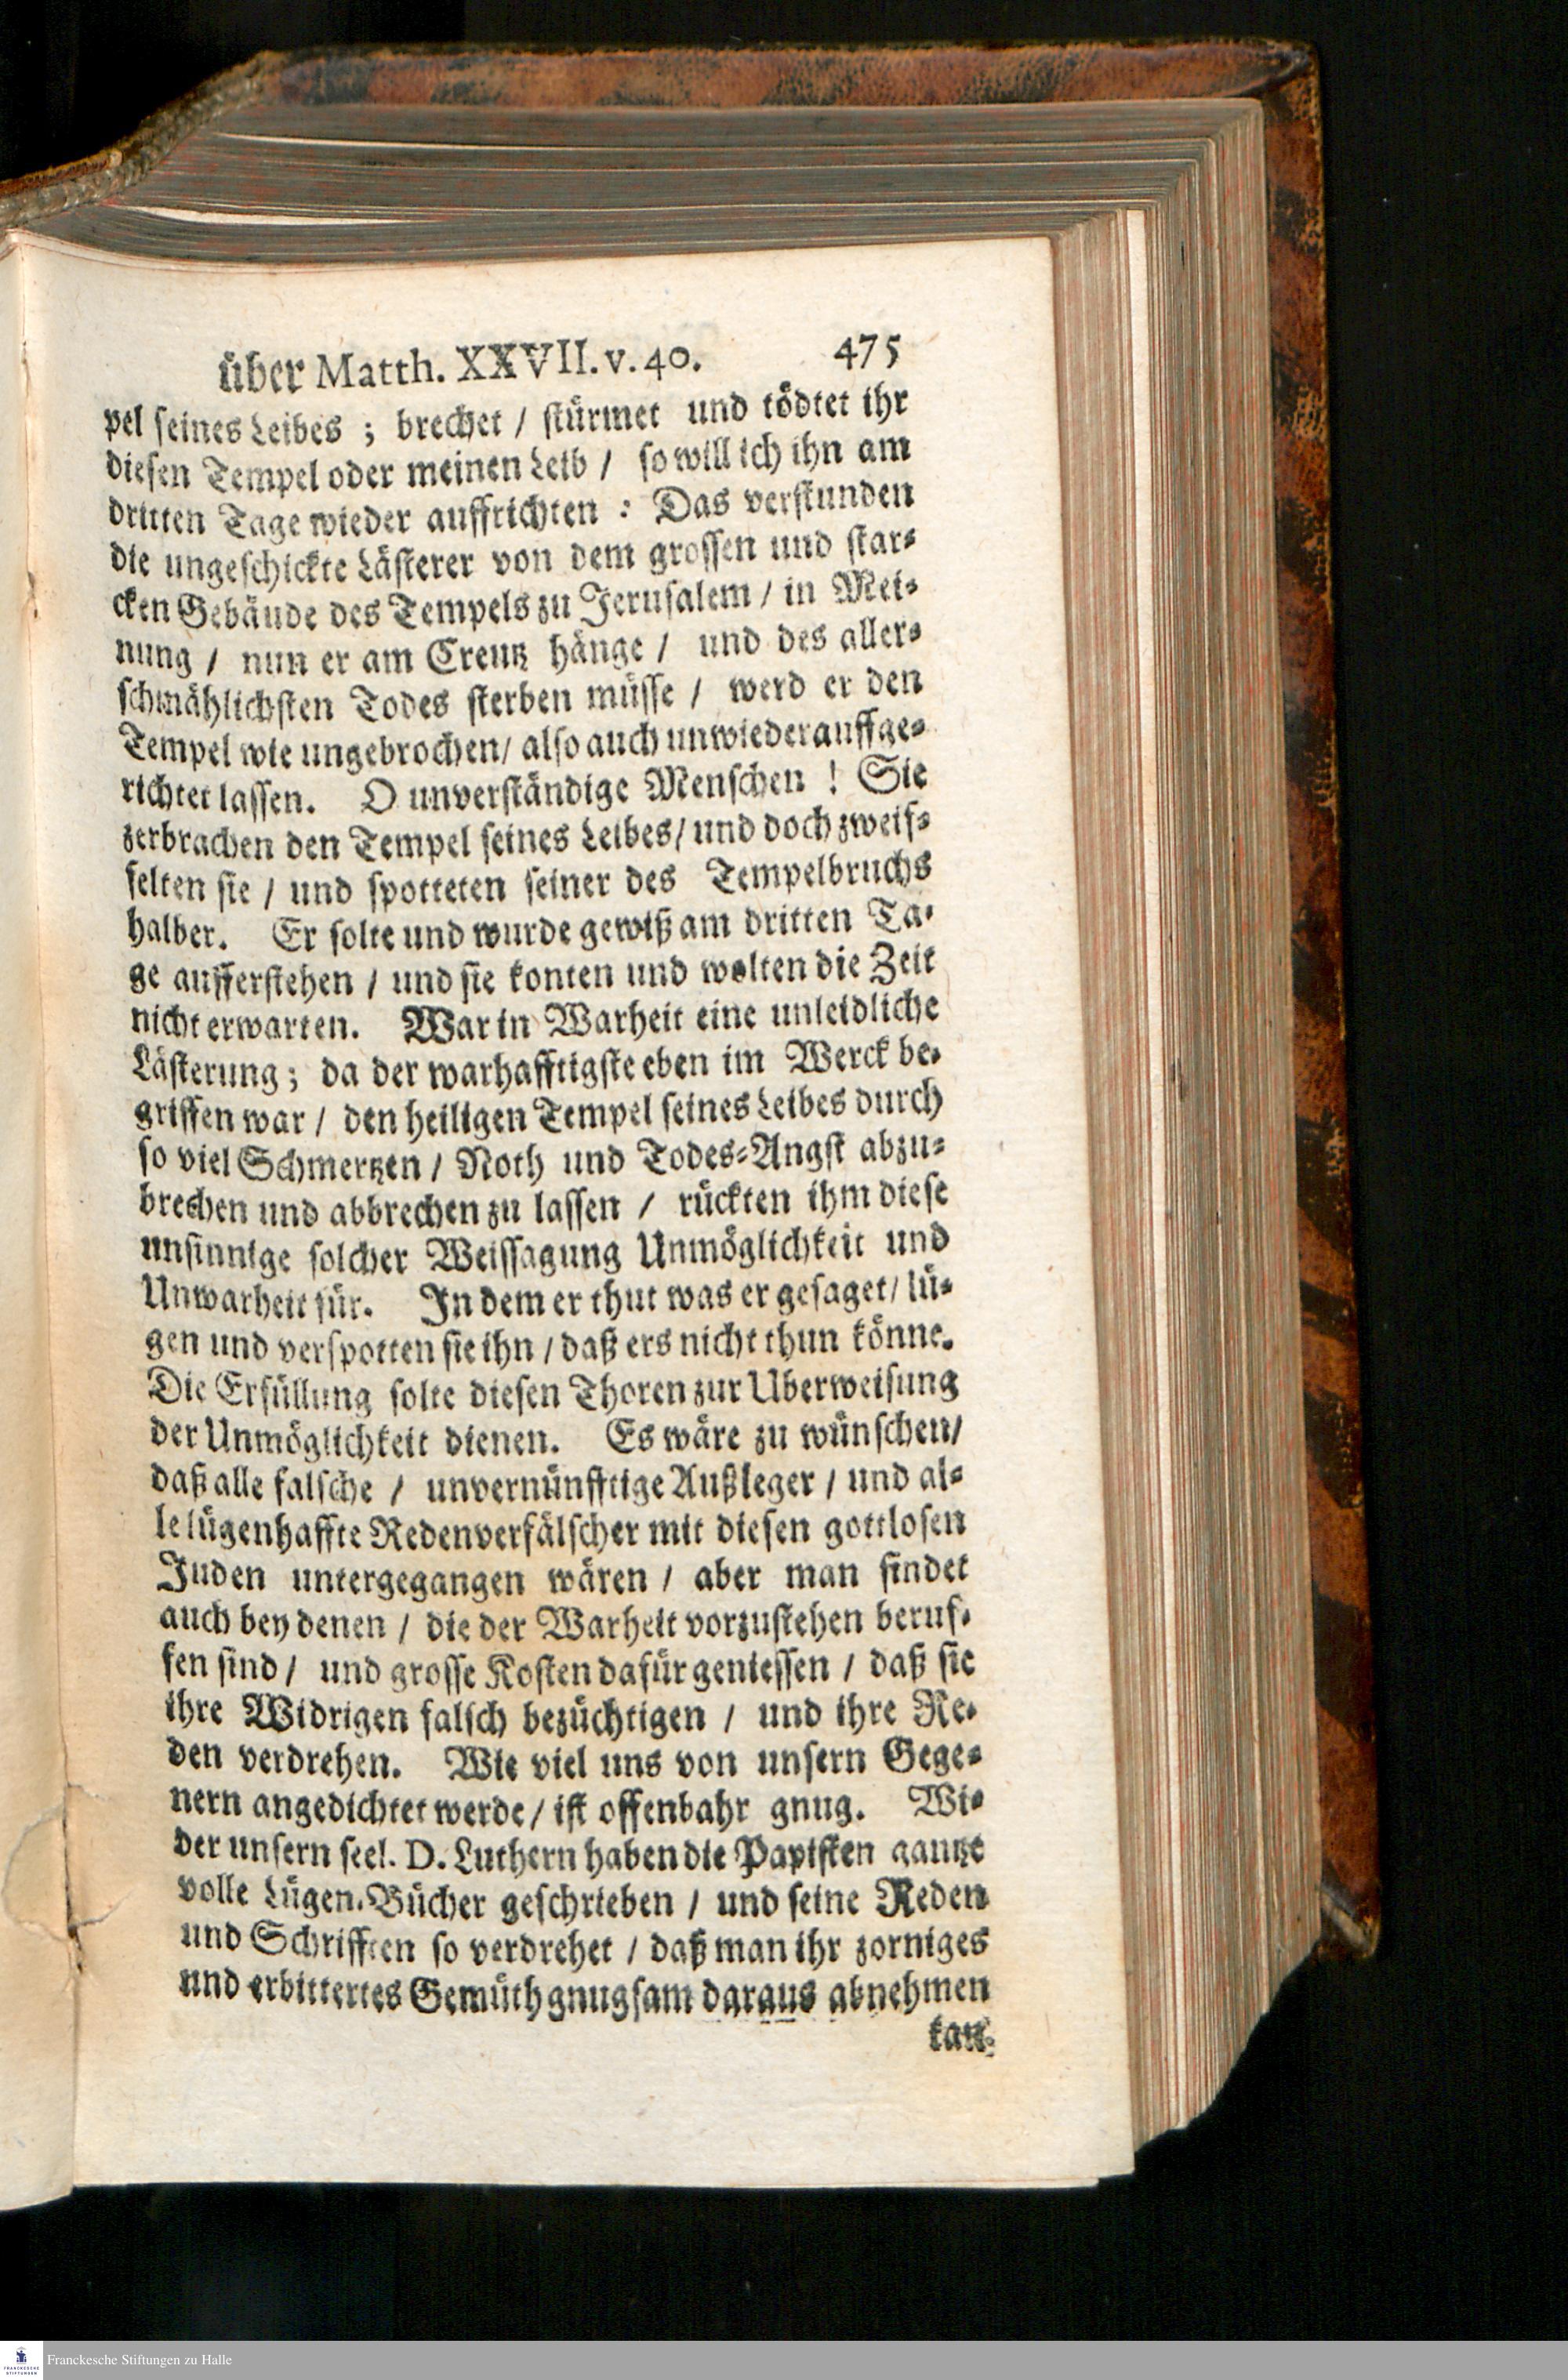 über Matth. XXVII. v. 40. 475
pel seines Leibes ; brechet / stürmet und tödtet ihr
diesen Tempel oder meinen Leib / so will ich ihn am
dritten Tage wieder auffrichten : Das verstunden
die ungeschickte Lästerer von dem grossen und star-
cken Gebäude des Tempels zu Jerusalem / in Mei-
nung / nun er am Creutz hänge / und des aller-
schmählichsten Todes sterben müsse / werd er den
Tempel wie ungebrochen / also auch unwiederauffge-
richtet lassen. O unverständige Menschen ! Sie
zerbrachen den Tempel seines Leibes / und doch zweif-
felten sie / und spotteten seiner des Tempelbruchs
halber. Er solte und wurde gewiß am dritten Ta-
ge aufferstehen / und sie konten und wolten die Zeit
nicht erwarten. War in Warheit eine unleidliche
Lästerung; da der warhafftigste eben im Werck be-
griffen war / den heiligen Tempel seines Leibes durch
so viel Schmertzen / Noth und Todes-Angst abzu-
brechen und abbrechen zu lassen / rückten ihm diese
unsinnige solcher Weissagung Unmöglichkeit und
Unwarheit für. In dem er thut was er gesaget / lü-
gen und verspotten sie ihn / daß ers nicht thun könne.
Die Erfüllung solte diesen Thoren zur Uberweisung
der Unmöglichkeit dienen. Es wäre zu wünschen /
daß alle falsche / unvernünfftige Außleger / und al-
le lügenhaffte Redenverfälscher mit diesen gottlosen
Juden untergegangen wären / aber man findet
auch bey denen / die der Warheit vorzustehen beruf-
fen sind / und grosse Kosten dafür geniessen / daß sie
ihre Widrigen falsch bezüchtigen / und ihre Re-
den verdrehen. Wie viel uns von unsern Gege-
nern angedichtet werde / ist offenbahr gnug. Wi-
der unsern seel. D. Luthern haben die Papisten gantze
volle Lügen-Bücher geschrieben / und seine Reden
und Schrifften so verdrehet / daß man ihr zorniges
und erbittertes Gemüth gnugsam daraus abnehmen
kan.
FRANCKESCHE
STIFTUNGEN
Franckesche Stiftungen zu Halle